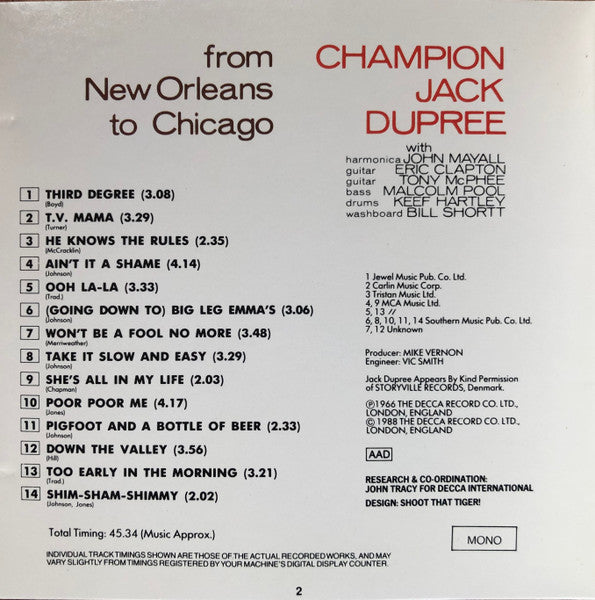 from
New Orleans
to Chicago
CHAMPION
JACK
DUPREE
with
harmonica JOHN MAYALL
guitar ERIC CLAPTON
guitar TONY McPHEE
bass MALCOLM POOL
drums KEEF HARTLEY
washboard BILL SHORTT
1 THIRD DEGREE (3.08)
(Boyd)
2 T.V. MAMA (3.29)
(Turner)
3 HE KNOWS THE RULES (2.35)
(McCracklin)
4 AIN'T IT A SHAME (4.14)
(Johnson)
5 OOH LA-LA (3.33)
(Trad.)
6 (GOING DOWN TO) BIG LEG EMMA'S (3.06)
(Johnson)
7 WON'T BE A FOOL NO MORE (3.48)
(Merriweather)
8 TAKE IT SLOW AND EASY (3.29)
(Johnson)
9 SHE'S ALL IN MY LIFE (2.03)
(Chapman)
10 POOR POOR ME (4.17)
(Jones)
11 PIGFOOT AND A BOTTLE OF BEER (2.33)
(Johnson)
12 DOWN THE VALLEY (3.56)
(Hill)
13 TOO EARLY IN THE MORNING (3.21)
(Trad.)
14 SHIM-SHAM-SHIMMY (2.02)
(Johnson, Jones)
Total Timing: 45.34 (Music Approx.)
INDIVIDUAL TRACK TIMINGS SHOWN ARE THOSE OF THE ACTUAL RECORDED WORKS, AND MAY
VARY SLIGHTLY FROM TIMINGS REGISTERED BY YOUR MACHINE'S DIGITAL DISPLAY COUNTER.
1 Jewel Music Pub. Co. Ltd.
2 Carlin Music Corp.
3 Tristan Music Ltd.
4, 9 MCA Music Ltd.
5, 13 //
6, 8, 10, 11, 14 Southern Music Pub. Co. Ltd.
7, 12 Unknown
Producer: MIKE VERNON
Engineer: VIC SMITH
Jack Dupree Appears By Kind Permission
of STORYVILLE RECORDS, Denmark.
Ⓟ 1966 THE DECCA RECORD CO. LTD.,
LONDON, ENGLAND
© 1988 THE DECCA RECORD CO. LTD.,
LONDON, ENGLAND
AAD
RESEARCH & CO-ORDINATION:
JOHN TRACY FOR DECCA INTERNATIONAL
DESIGN: SHOOT THAT TIGER!
MONO
2